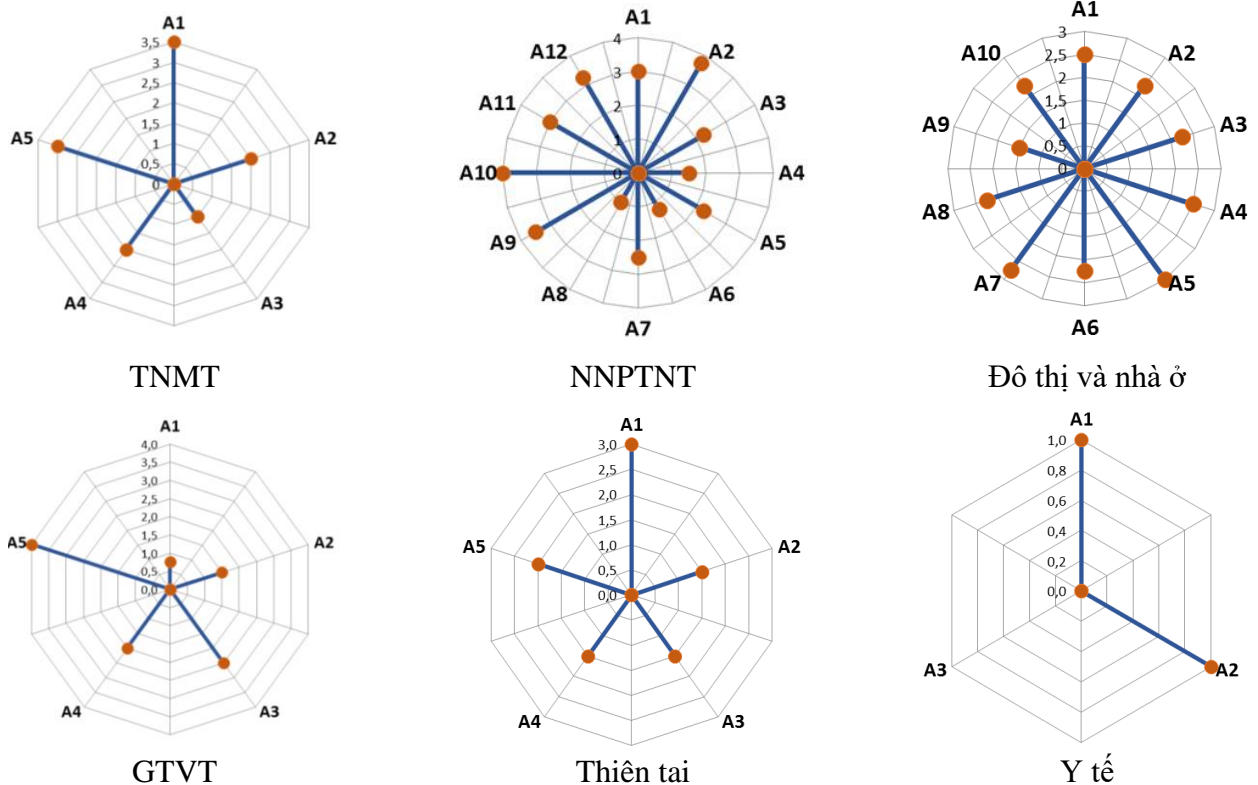 A1
3,5
3
2,5
2
1,5
1
0,5
0
A2
A3
A4
A5
TNMT
A1
4
3
2
1
0
A2
A3
A4
A5
A6
A7
A8
A9
A10
A11
A12
NNPTNT
A1
3
2,5
2
1,5
1
0,5
0
A2
A3
A4
A5
A6
A7
A8
A9
A10
Đô thị và nhà ở
A1
4,0
3,5
3,0
2,5
2,0
1,5
1,0
0,5
0,0
A2
A3
A4
A5
GTVT
A1
3,0
2,5
2,0
1,5
1,0
0,5
0,0
A2
A3
A4
A5
Thiên tai
A1
1,0
0,8
0,6
0,4
0,2
0,0
A2
A3
Y tế